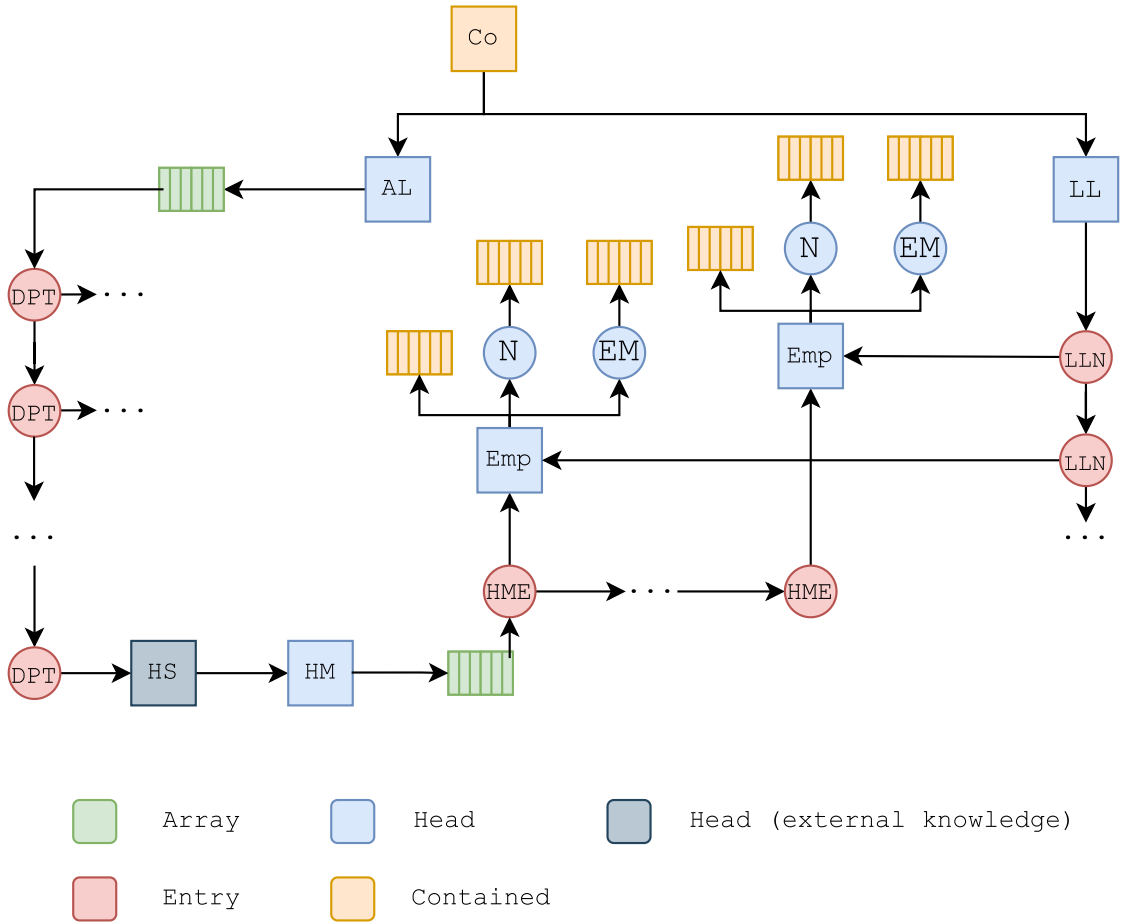 Co
AL
LL
N
EM
DPT
...
N
EM
Emp
LLN
DPT
...
Emp
LLN
...
...
HME
...
HME
DPT
HS
HM
Array
Head
Head (external knowledge)
Entry
Contained